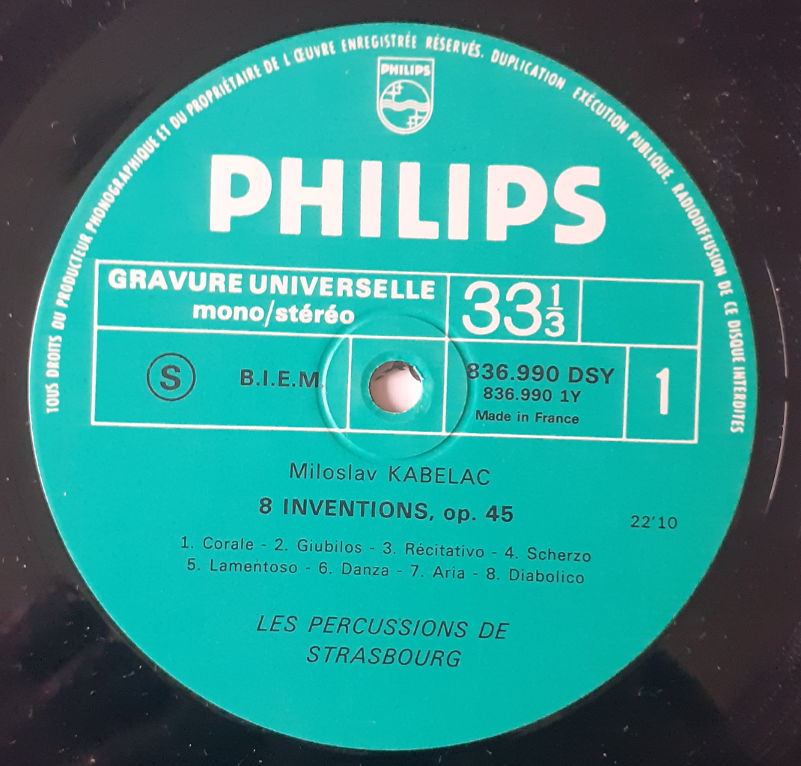 TOUS DROITS DU PRODUCTEUR PHONOGRAPHIQUE ET DU PROPRIÉTAIRE DE L'ŒUVRE ENREGISTRÉE RÉSERVÉS. DUPLICATION EXÉCUTION PUBLIQUE, RADIODIFFUSION DE CE DISQUE INTERDITES
PHILIPS
PHILIPS
GRAVURE UNIVERSELLE
mono/stéréo
33 1/3
S
B.I.E.M.
836.990 DSY
836.990 1Y
Made in France
1
Miloslav KABELAC
8 INVENTIONS, op. 45
22'10
1. Corale - 2. Giubilos - 3. Récitativo - 4. Scherzo
5. Lamentoso - 6. Danza - 7. Aria - 8. Diabolico
LES PERCUSSIONS DE
STRASBOURG